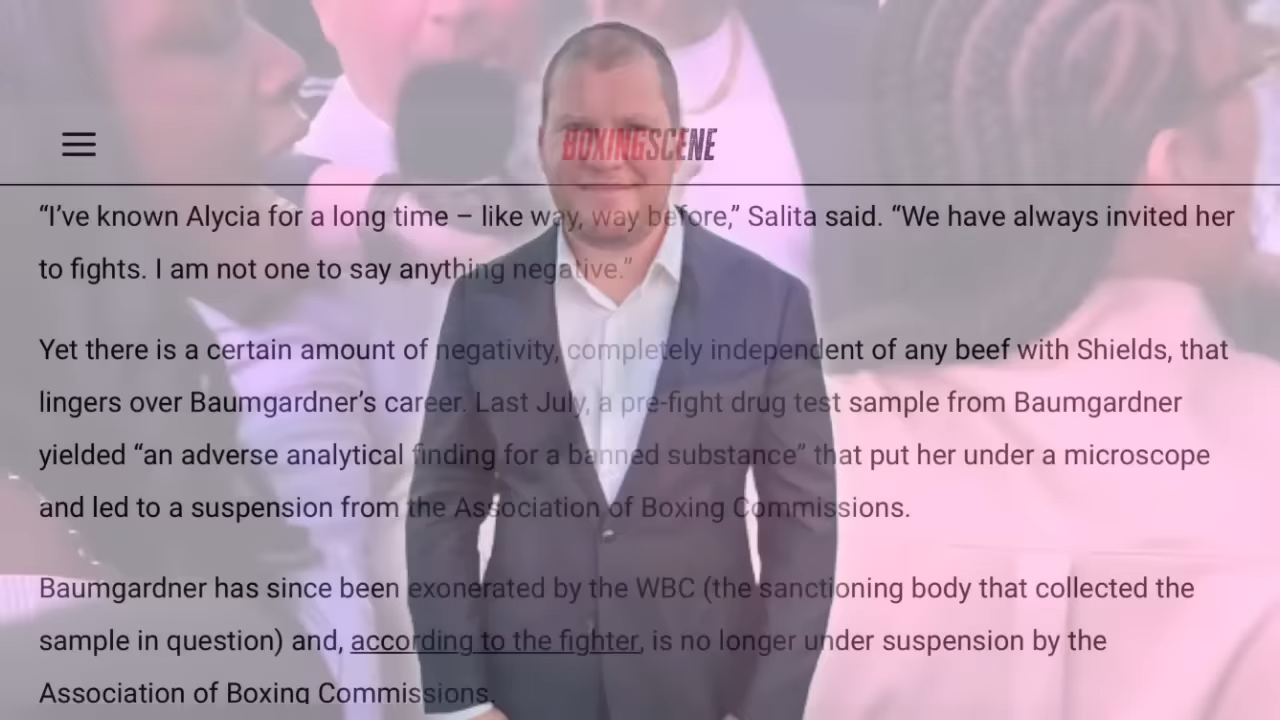 BOXINGSCENE
“I’ve known Alycia for a long time – like way, way before,” Salita said. “We have always invited her
to fights. I am not one to say anything negative.”
Yet there is a certain amount of negativity, completely independent of any beef with Shields, that
lingers over Baumgardner’s career. Last July, a pre-fight drug test sample from Baumgardner
yielded “an adverse analytical finding for a banned substance” that put her under a microscope
and led to a suspension from the Association of Boxing Commissions.
Baumgardner has since been exonerated by the WBC (the sanctioning body that collected the
sample in question) and, according to the fighter, is no longer under suspension by the
Association of Boxing Commissions.